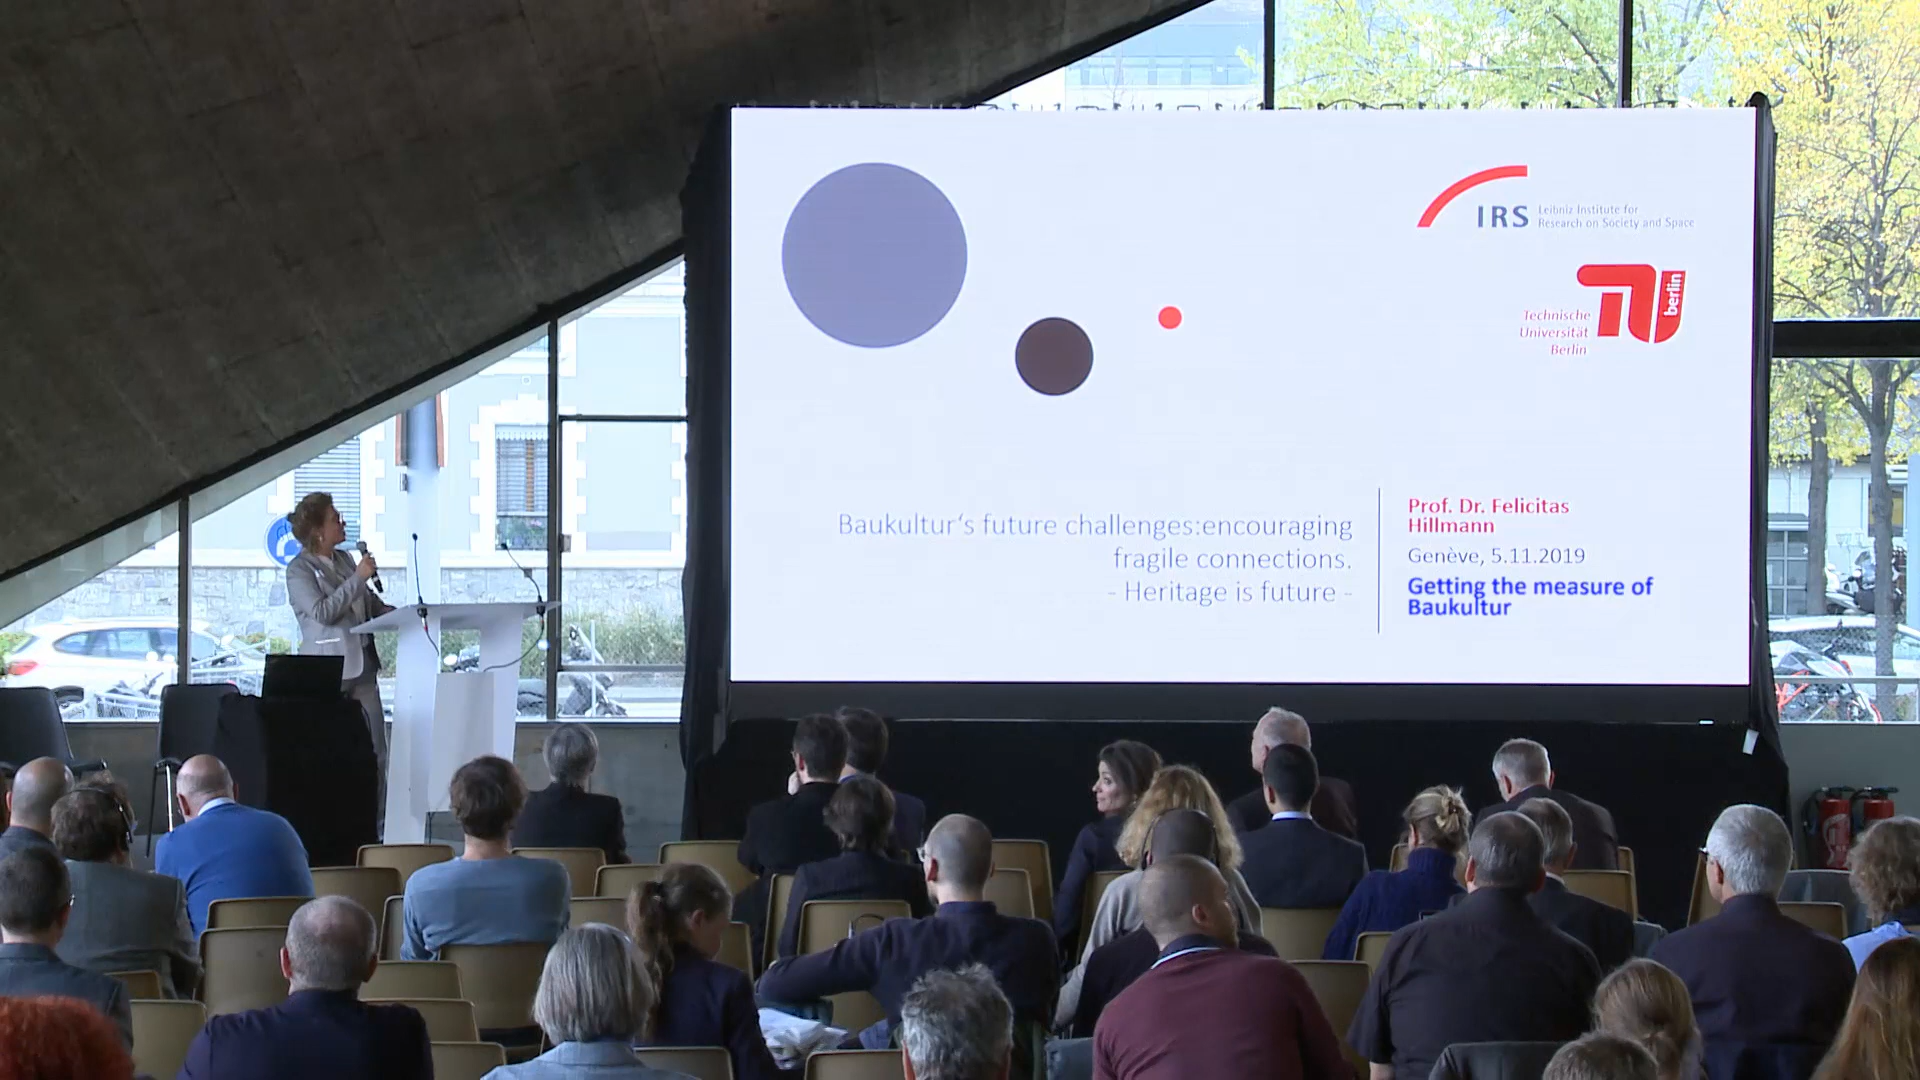 IRS
Leibniz Institute for
Research on Society and Space
berlin
Technische
Universität
Berlin
Baukultur‘s future challenges:encouraging
fragile connections.
- Heritage is future -
Prof. Dr. Felicitas
Hillmann
Genève, 5.11.2019
Getting the measure of
Baukultur